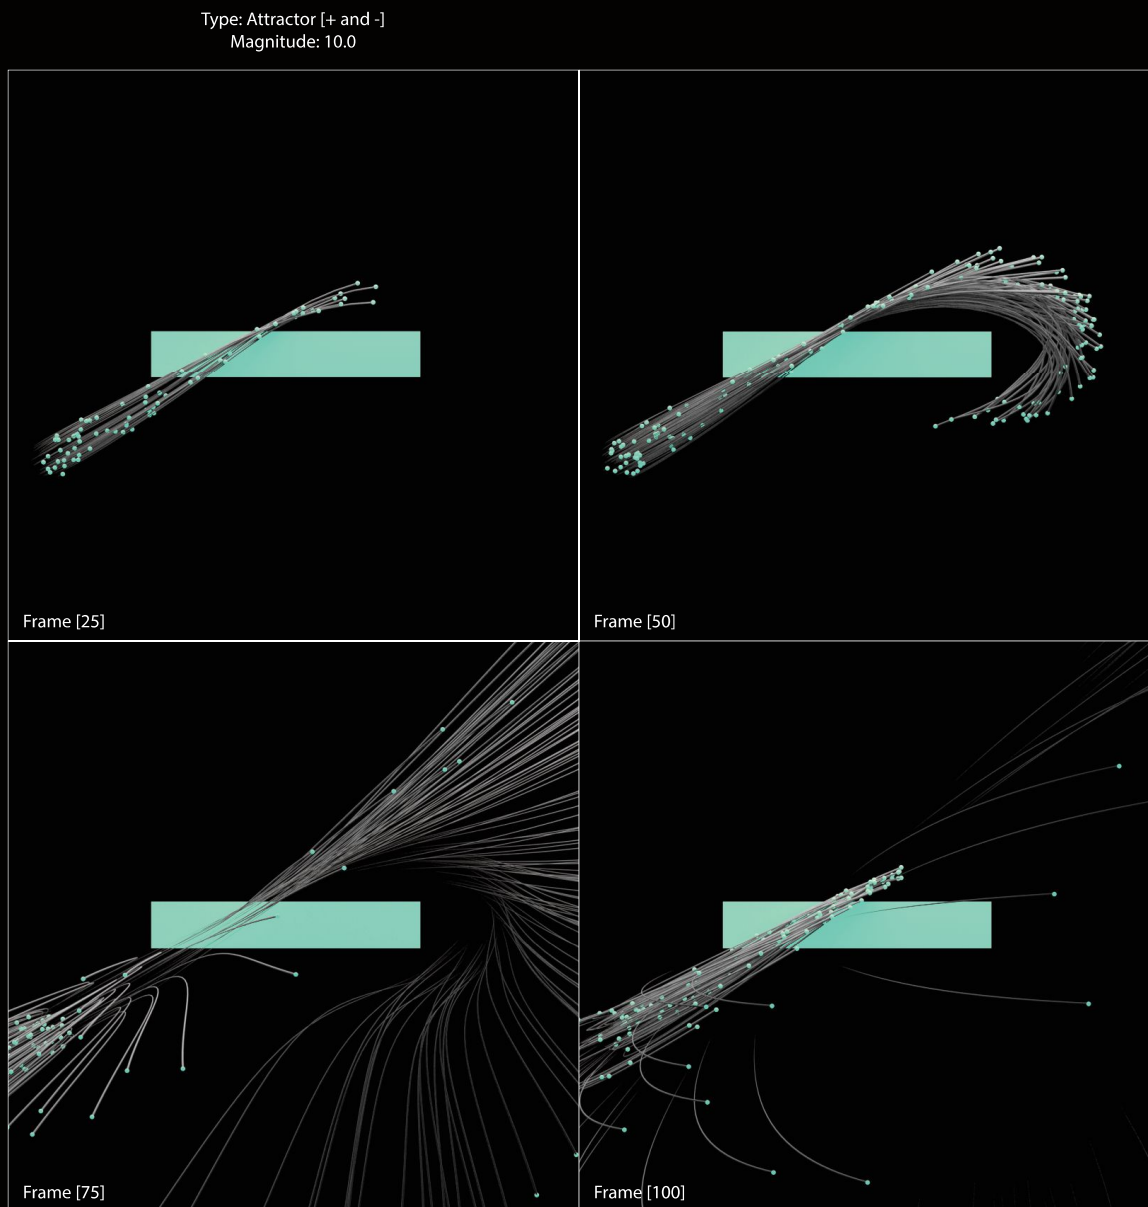 Type: Attractor [+ and -]
Magnitude: 10.0
Frame [25]
Frame [50]
Frame [75]
Frame [100]